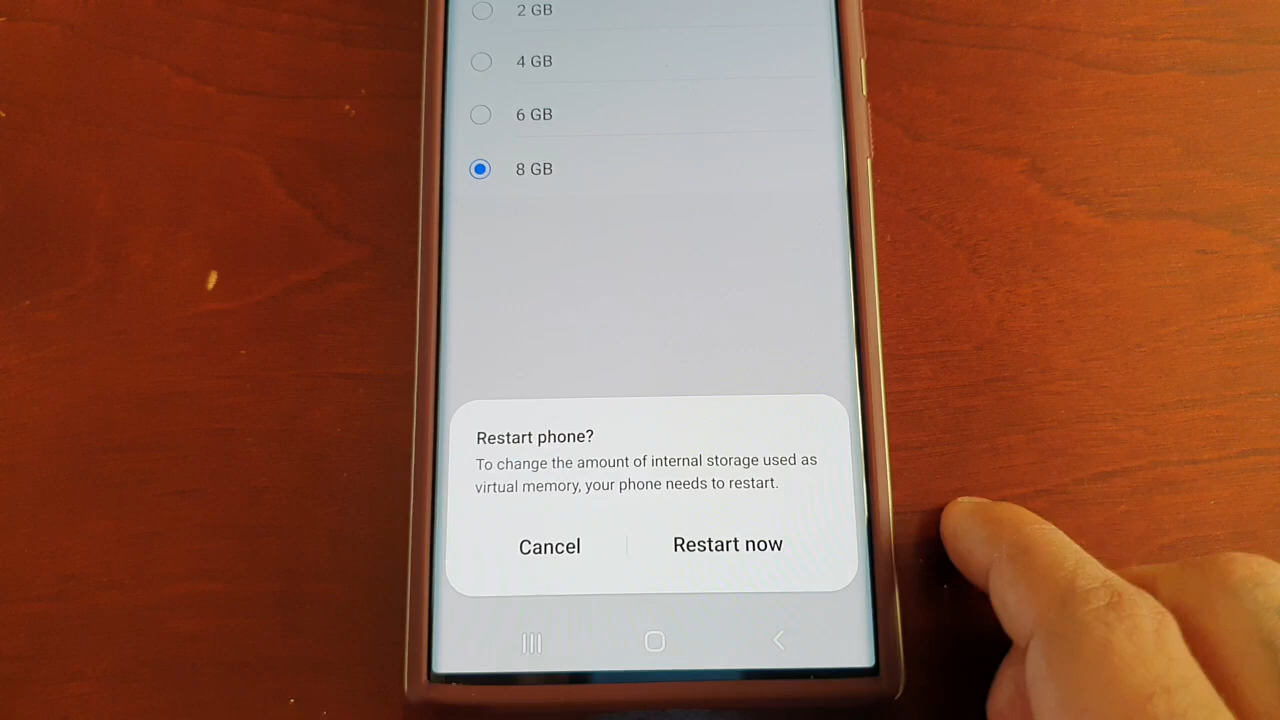 2 GB
4 GB
6 GB
8 GB
Restart phone?
To change the amount of internal storage used as
virtual memory, your phone needs to restart.
Cancel
Restart now